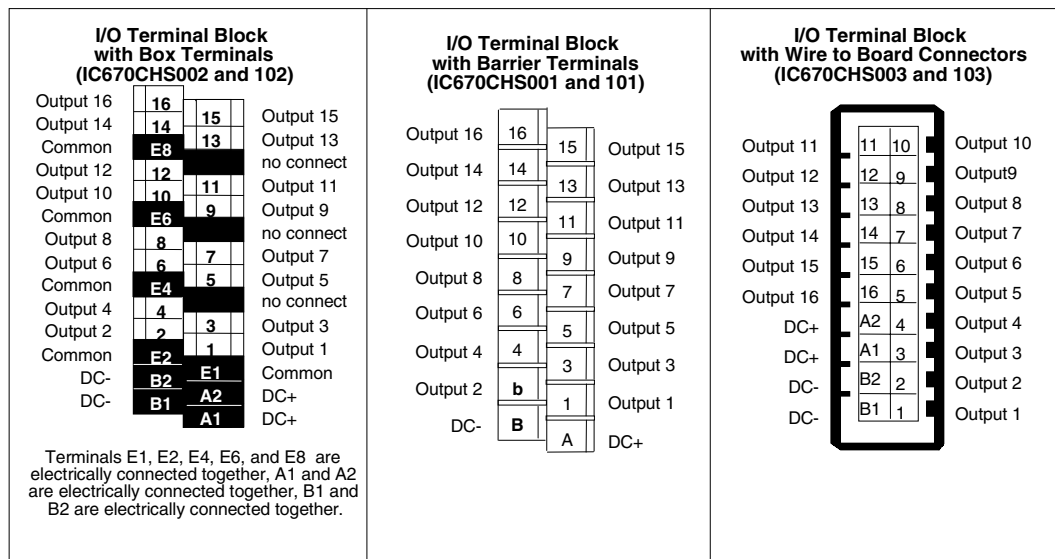 I/O Terminal Block
with Box Terminals
(IC670CHS002 and 102)
Output 16 16
15 Output 15
Output 14 14
13 Output 13
Common E8
no connect
Output 12 12
11 Output 11
Output 10 10
9 Output 9
Common E6
no connect
Output 8 8
7 Output 7
Output 6 6
5 Output 5
Common E4
no connect
Output 4 4
3 Output 3
Output 2 2
1 Output 1
Common E2
E1 Common
DC- B2
A2 DC+
DC- B1
A1 DC+
Terminals E1, E2, E4, E6, and E8 are
electrically connected together, A1 and A2
are electrically connected together, B1 and
B2 are electrically connected together.
I/O Terminal Block
with Barrier Terminals
(IC670CHS001 and 101)
Output 16 16
15 Output 15
Output 14 14
13 Output 13
Output 12 12
11 Output 11
Output 10 10
9 Output 9
Output 8 8
7 Output 7
Output 6 6
5 Output 5
Output 4 4
3 Output 3
Output 2 b
1 Output 1
DC- B
A DC+
I/O Terminal Block
with Wire to Board Connectors
(IC670CHS003 and 103)
Output 11 11 10 Output 10
Output 12 12 9 Output9
Output 13 13 8 Output 8
Output 14 14 7 Output 7
Output 15 15 6 Output 6
Output 16 16 5 Output 5
DC+ A2 4 Output 4
DC+ A1 3 Output 3
DC- B2 2 Output 2
DC- B1 1 Output 1